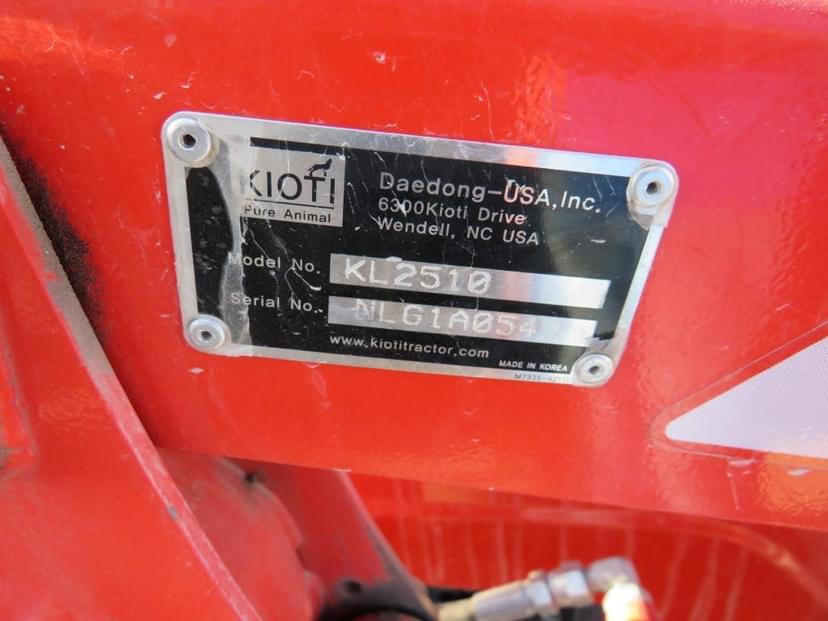 KIOTI
Pure Animal
Daedong-USA, Inc.
6300Kioti Drive
Wendell, NC USA
Model No. KL2510
Serial No. NLG1A054
www.kiotitractor.com
MADE IN KOREA